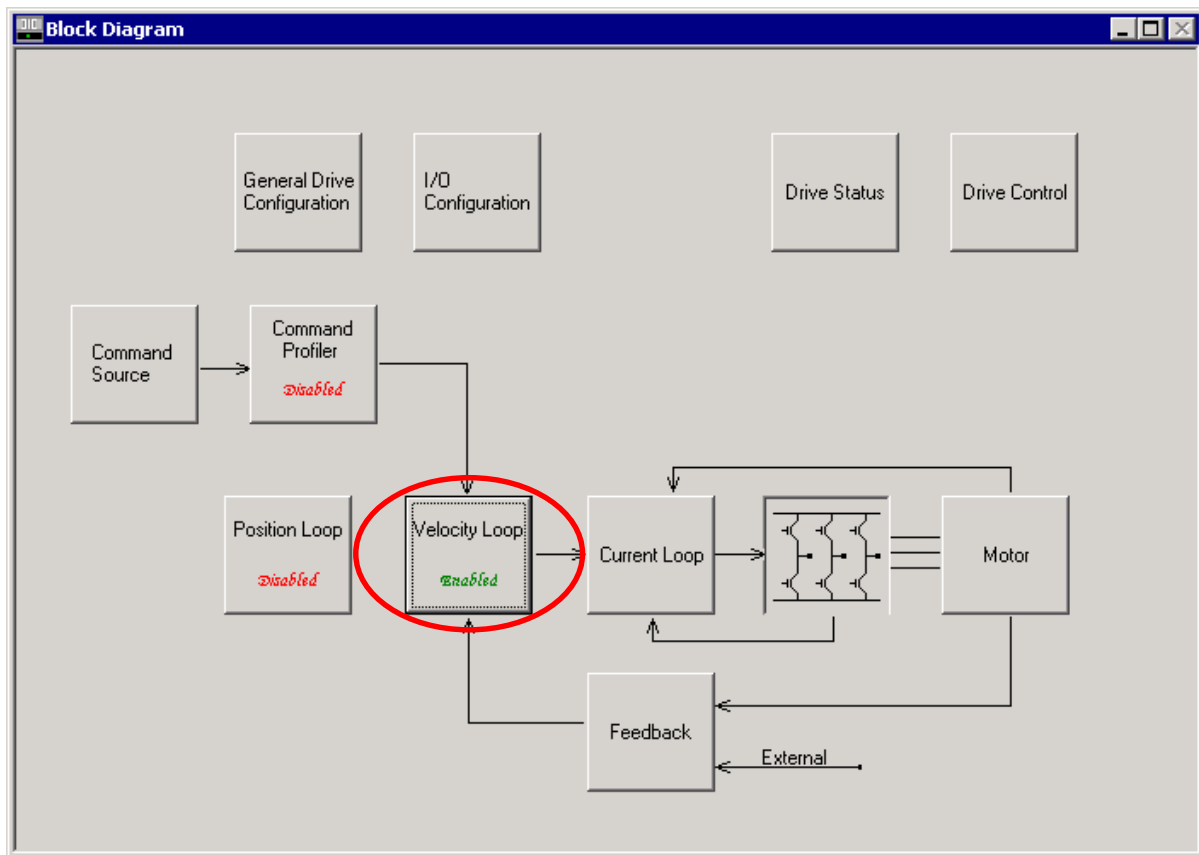 Block Diagram
General Drive
Configuration
I/O
Configuration
Drive Status
Drive Control
Command
Source
Command
Profiler
Disabled
Position Loop
Disabled
Velocity Loop
Enabled
Current Loop
Motor
Feedback
External